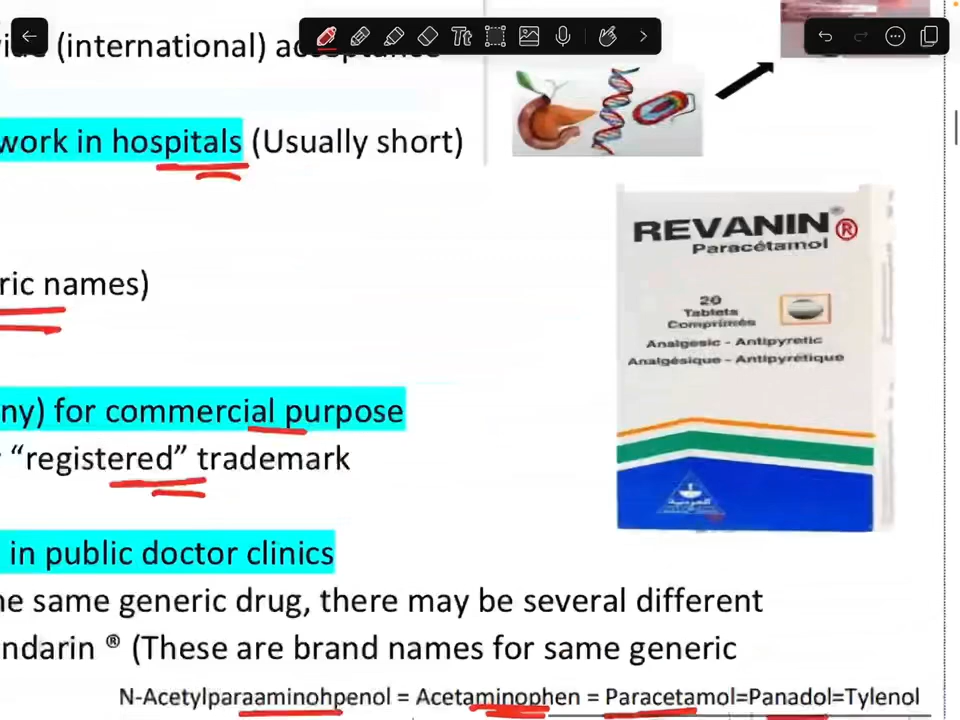 (international)
work in hospitals (Usually short)
REVANIN ®
Paracétamol
20
Tablets
Comprimés
Analgesic - Antipyretic
Analgésique - Antipyrétique
ric names)
ny) for commercial purpose
“registered” trademark
in public doctor clinics
he same generic drug, there may be several different
ndarin ® (These are brand names for same generic
N-Acetylparaaminohpenol = Acetaminophen = Paracetamol=Panadol=Tylenol